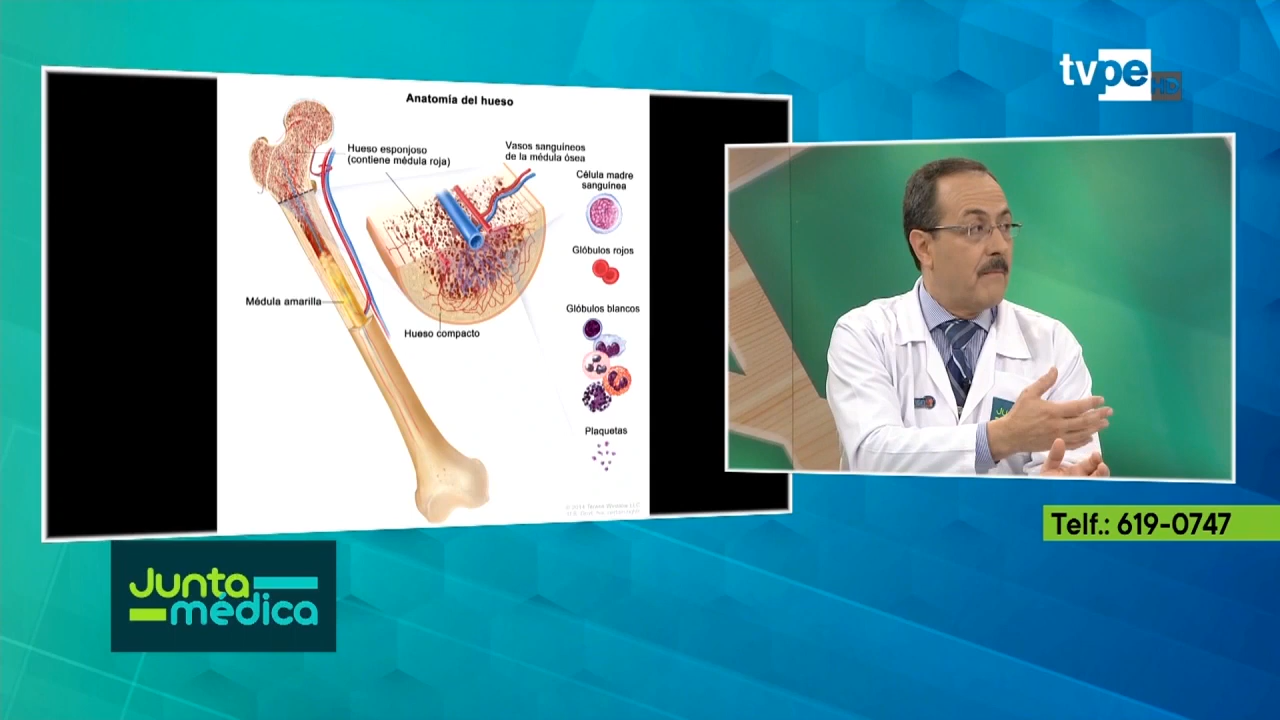 tvpe HD
Anatomía del hueso
Hueso esponjoso
(contiene médula roja)
Vasos sanguíneos
de la médula ósea
Célula madre
sanguínea
Glóbulos rojos
Médula amarilla
Glóbulos blancos
Hueso compacto
Plaquetas
Telf.: 619-0747
Junta
médica